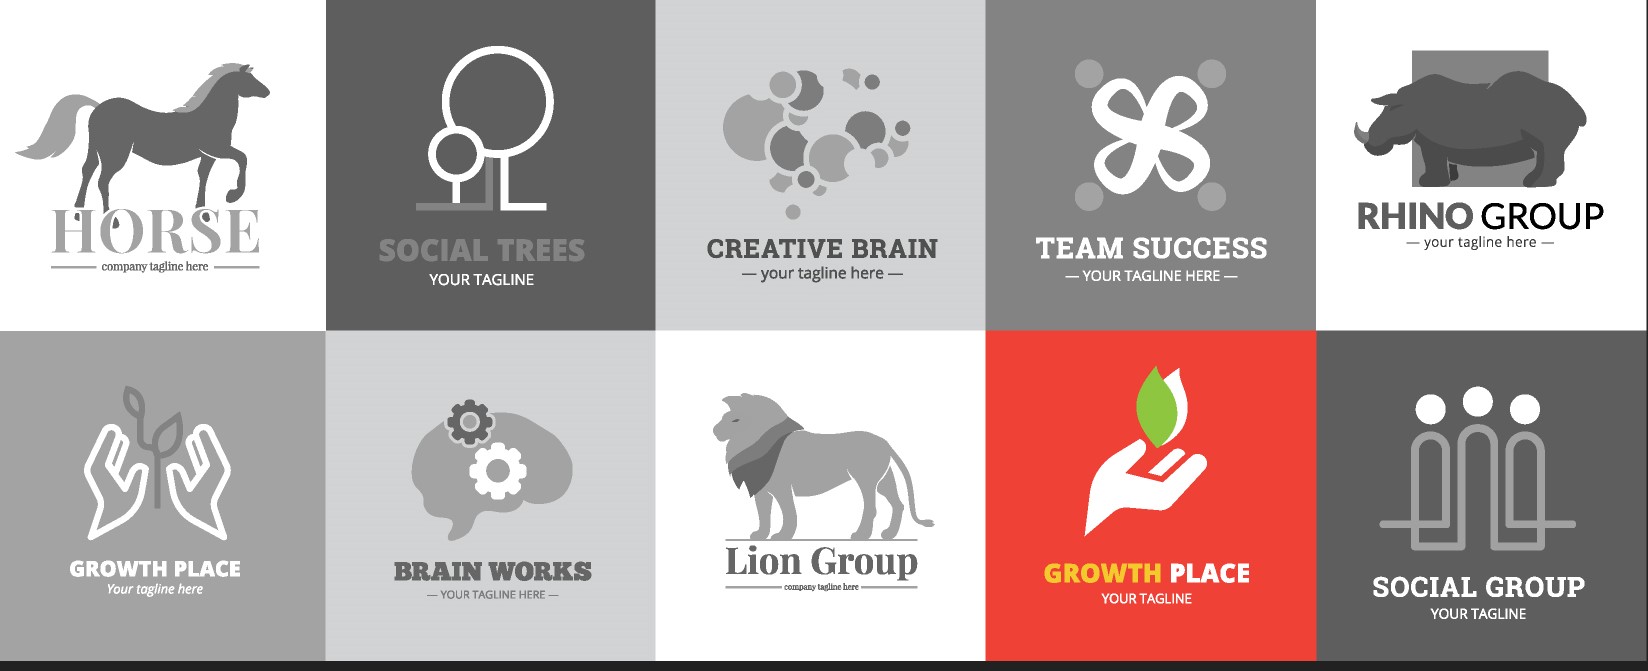 HORSE
company tagline here
SOCIAL TREES
YOUR TAGLINE
CREATIVE BRAIN
— your tagline here —
TEAM SUCCESS
— YOUR TAGLINE HERE —
RHINO GROUP
— your tagline here —
GROWTH PLACE
Your tagline here
BRAIN WORKS
— YOUR TAGLINE HERE —
Lion Group
company tagline here
GROWTH PLACE
YOUR TAGLINE
SOCIAL GROUP
YOUR TAGLINE